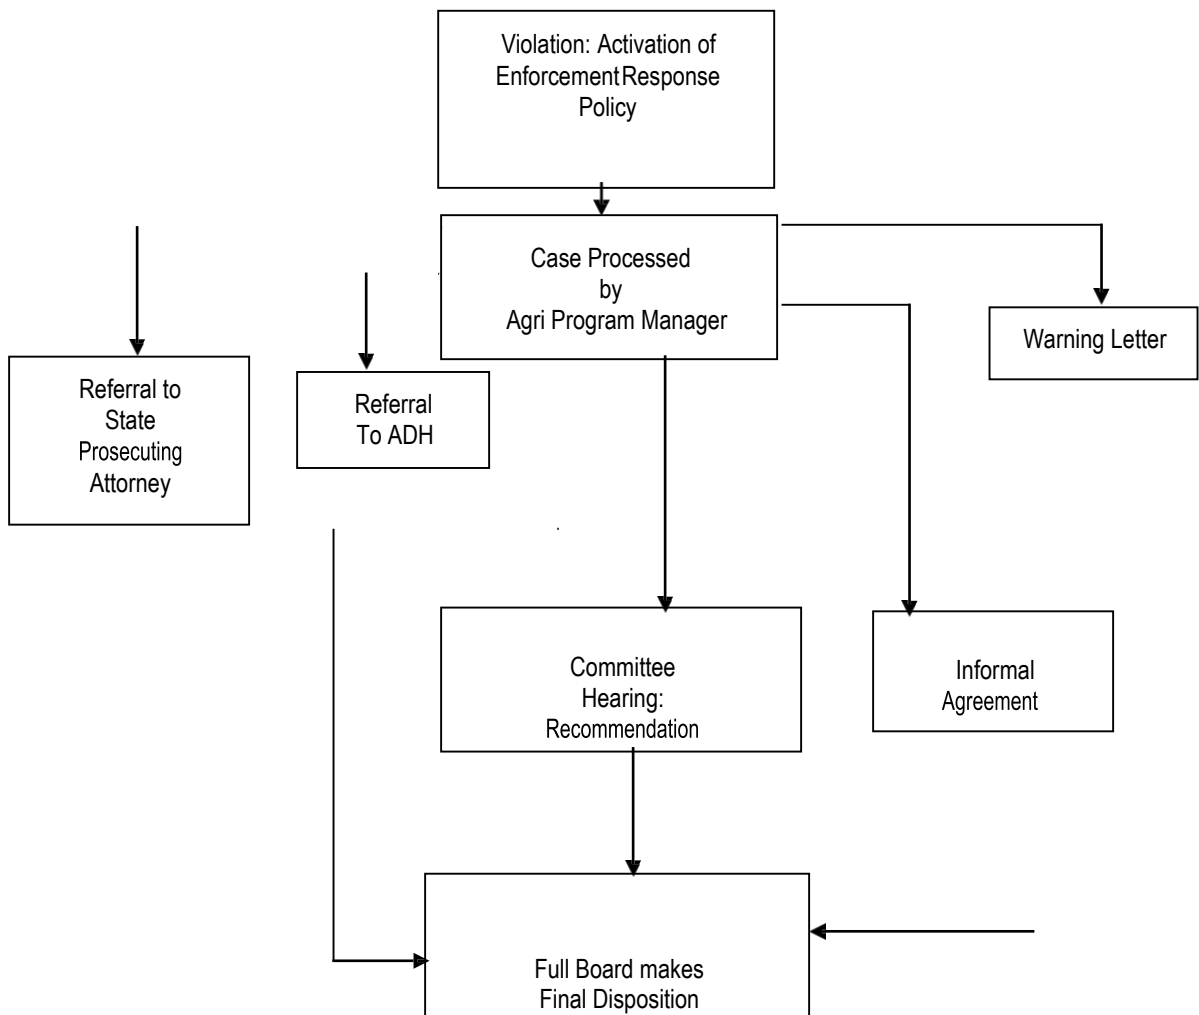 Violation: Activation of
Enforcement Response
Policy
Case Processed
by
Agri Program Manager
Warning Letter
Referral to
State
Prosecuting
Attorney
Referral
To ADH
Committee
Hearing:
Recommendation
Informal
Agreement
Full Board makes
Final Disposition